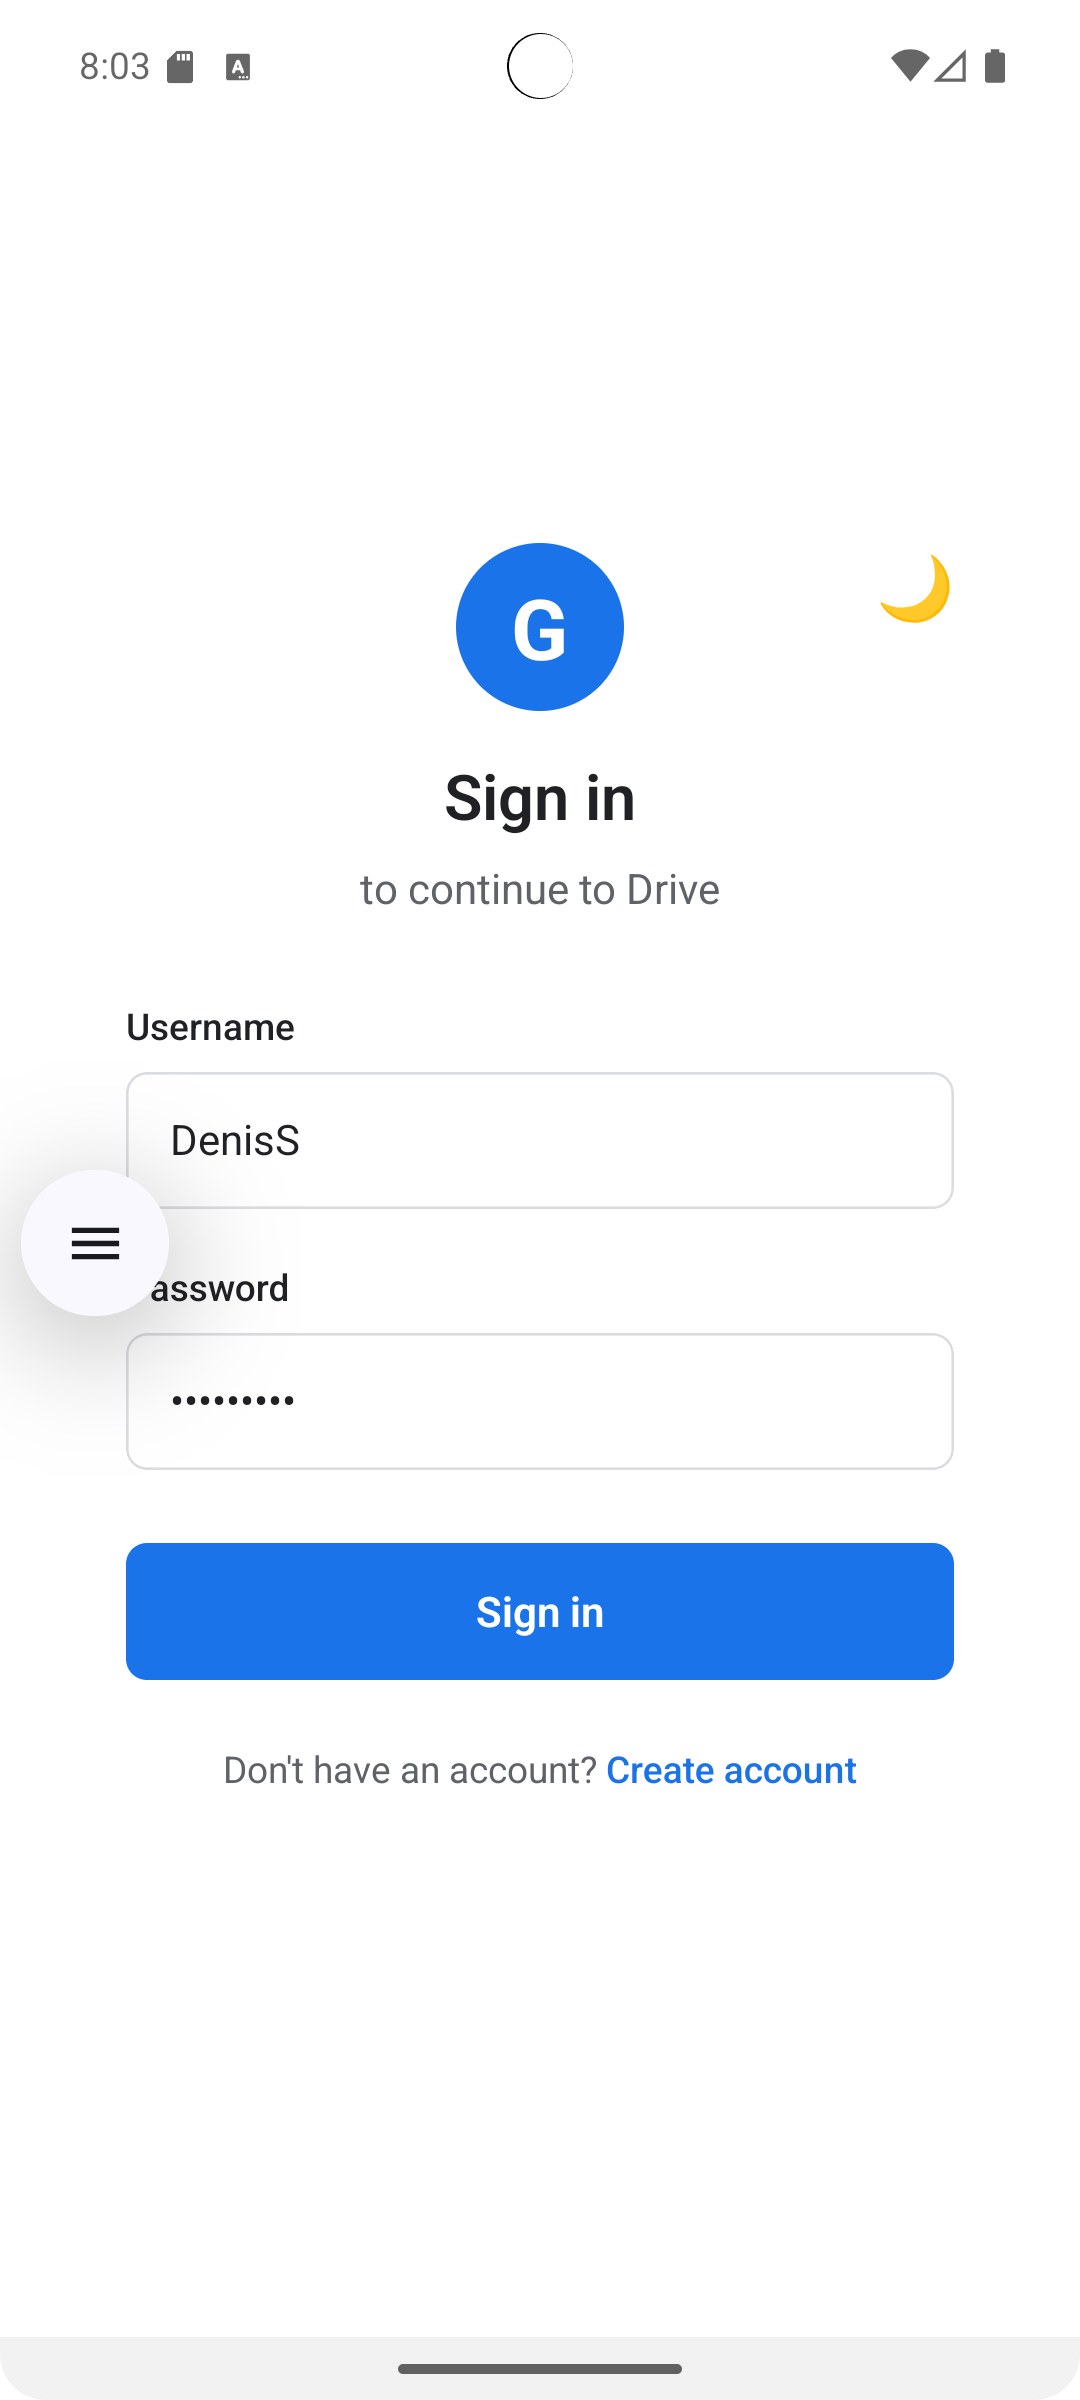 8:03
G
Sign in
to continue to Drive
Username
DenisS
assword
•••••••••
Sign in
Don't have an account? Create account